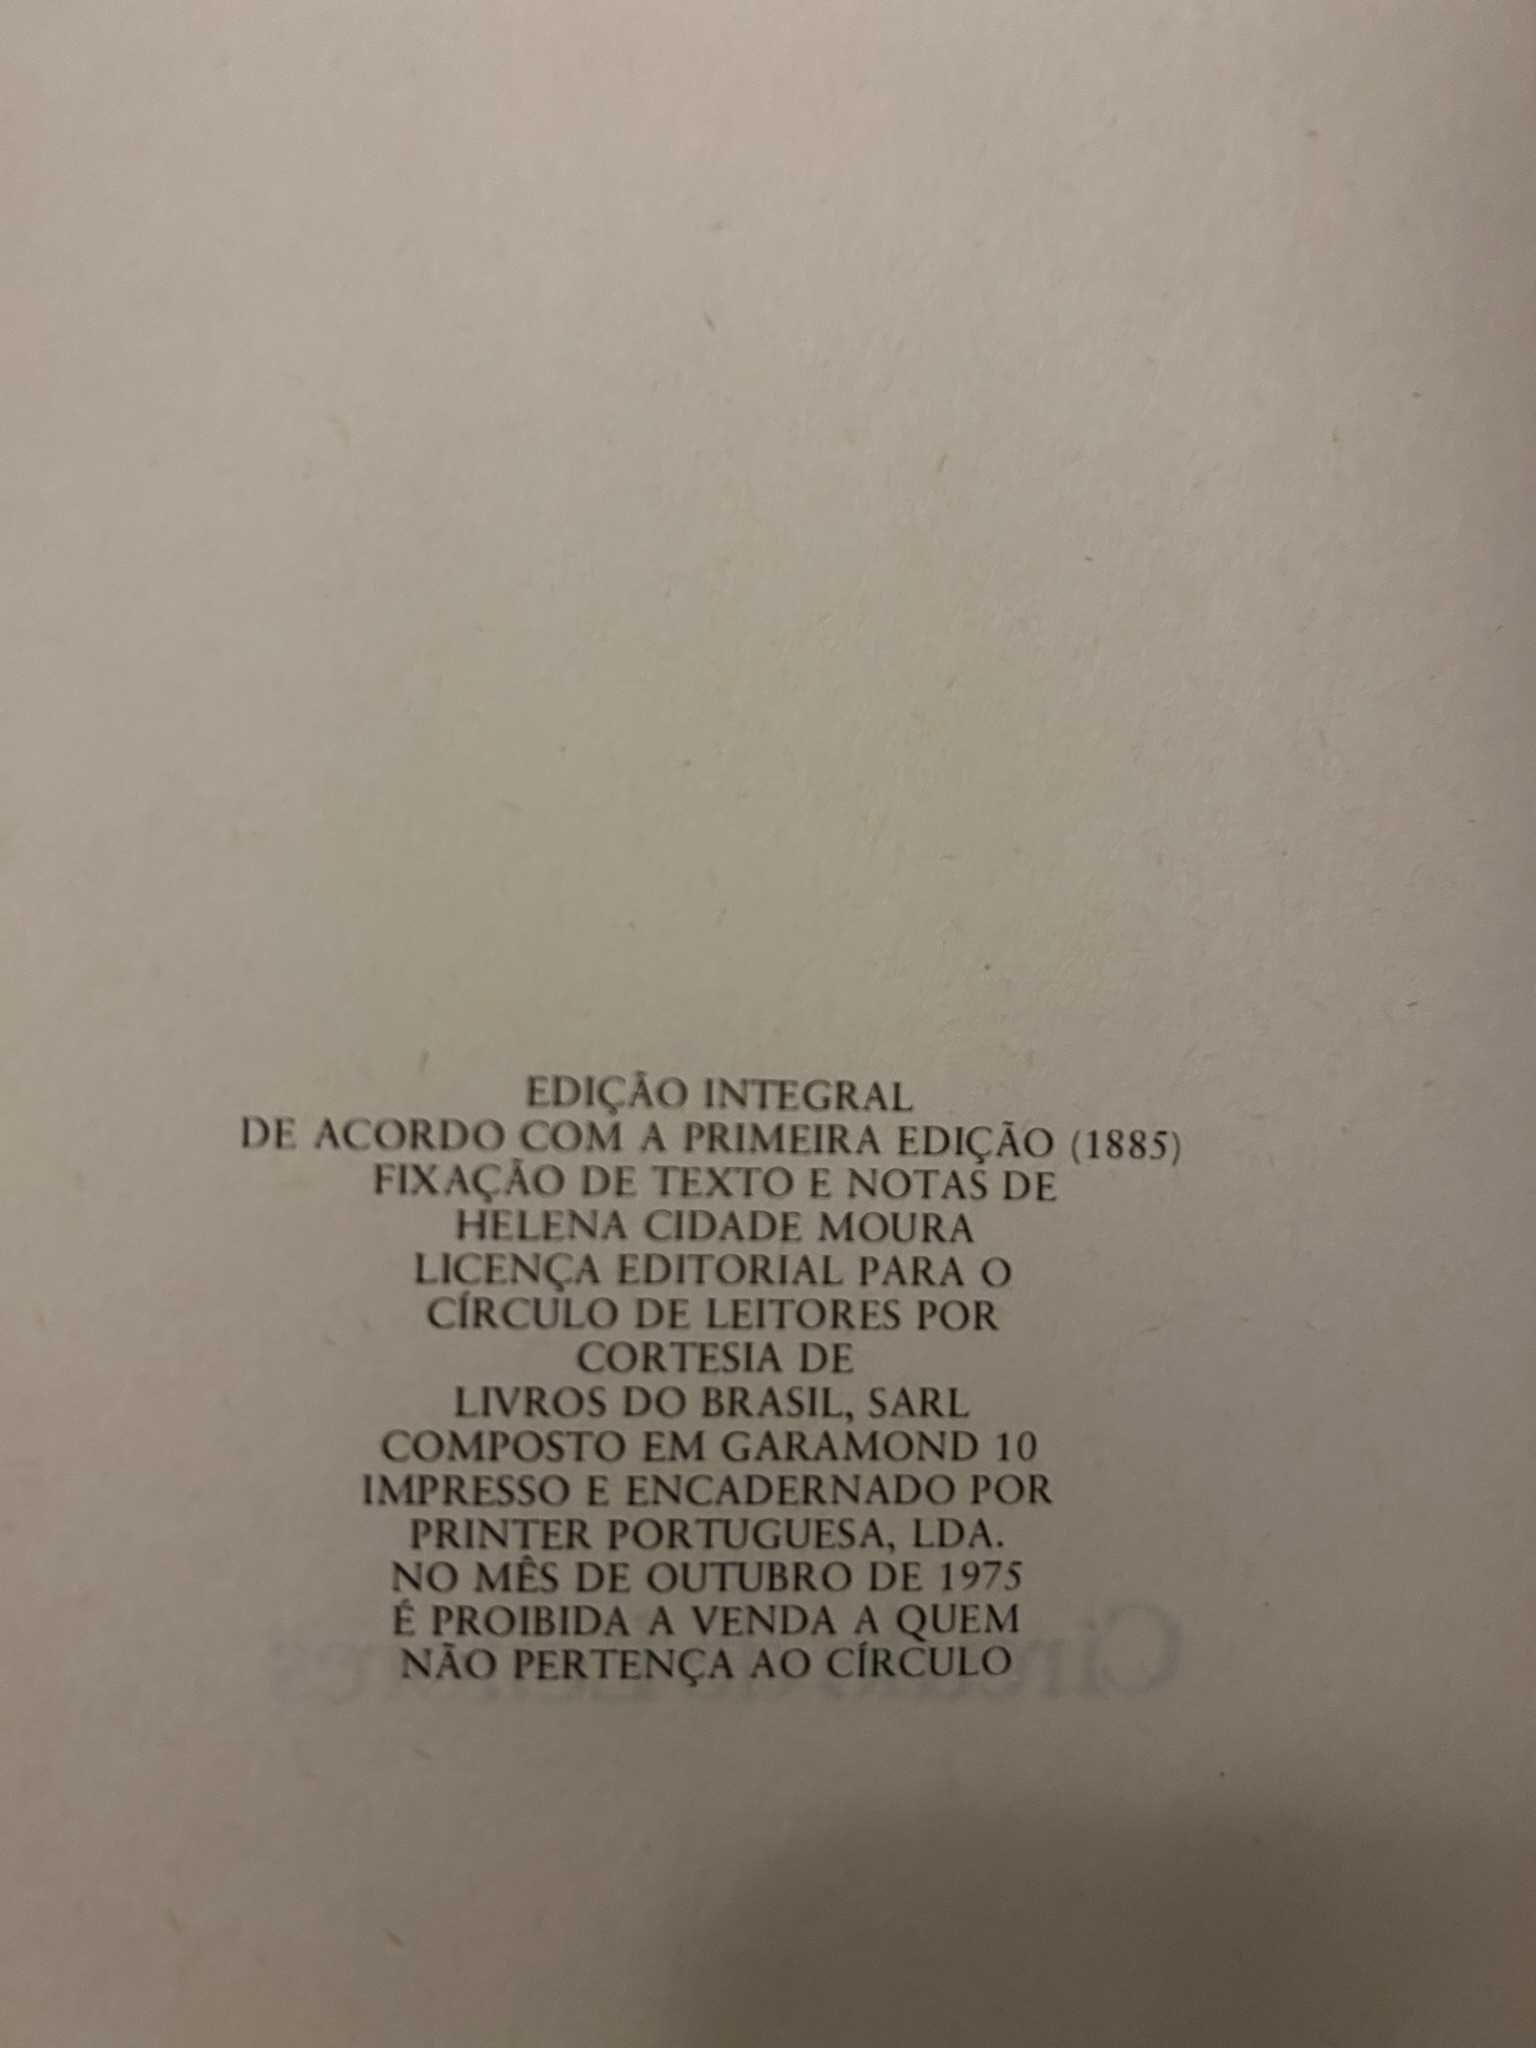 EDIÇÃO INTEGRAL
DE ACORDO COM A PRIMEIRA EDIÇÃO (1885)
FIXAÇÃO DE TEXTO E NOTAS DE
HELENA CIDADE MOURA
LICENÇA EDITORIAL PARA O
CÍRCULO DE LEITORES POR
CORTESIA DE
LIVROS DO BRASIL, SARL
COMPOSTO EM GARAMOND 10
IMPRESSO E ENCADERNADO POR
PRINTER PORTUGUESA, LDA.
NO MÊS DE OUTUBRO DE 1975
É PROIBIDA A VENDA A QUEM
NÃO PERTENÇA AO CÍRCULO